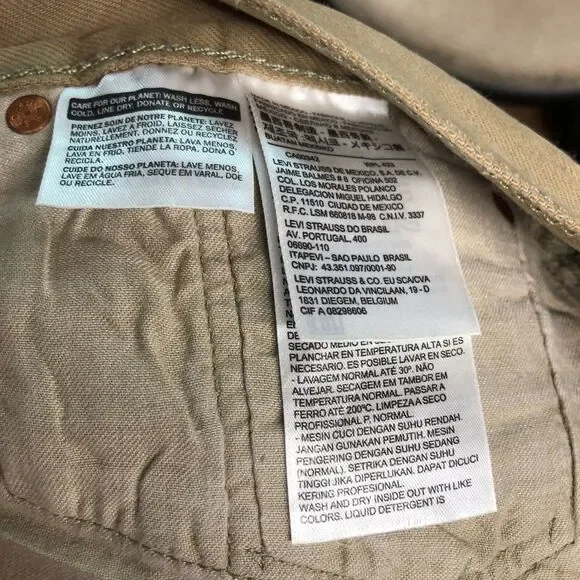 CARE FOR OUR PLANET: WASH LESS, WASH
COLD, LINE DRY, DONATE OR RECYCLE.
PRENEZ SOIN DE NOTRE PLANETE: LAVEZ
MOINS, LAVEZ A FROID, LAISSEZ SÉCHER
NATURELLEMENT. DONNEZ OU RECYCLEZ
CUIDA NUESTRO PLANETA: LAVA MENOS,
LAVA EN FRIO, TIENDE LA ROPA. DONA O
RECICLA.
CUIDE DO NOSSO PLANETA: LAVE MENOS,
LAVE EM ÁGUA FRIA, SEQUE EM VARAL, DOE
OU RECICLE.
BUATAN MEKSIKO
CA00342 WPL 423
LEVI STRAUSS DE MEXICO, S.A. DE C.V.
JAIME BALMES # 8 OFICINA 502
COL. LOS MORALES POLANCO
DELEGACION MIGUEL HIDALGO
C.P. 11510 CIUDAD DE MEXICO
R.F.C. LSM 660818 M-98 C.N.I.V. 3337
LEVI STRAUSS DO BRASIL
AV. PORTUGAL, 400
06690-110
ITAPEVI – SAO PAULO BRASIL
CNPJ: 43.351.097/0001-90
LEVI STRAUSS & CO. EU SCA/CVA
LEONARDO DA VINCILAAN, 19 - D
1831 DIEGEM, BELGIUM
CIF A 08298606
SECADO MEDIO EN
PLANCHAR EN TEMPERATURA ALTA SI ES
NECESARIO. ES POSIBLE LAVAR EN SECO.
- LAVAGEM NORMAL ATÉ 30º. NÃO
ALVEJAR. SECAGEM EM TAMBOR EM
TEMPERATURA NORMAL. PASSAR A
FERRO ATÉ 200ºC. LIMPEZA A SECO
PROFISSIONAL P, NORMAL.
- MESIN CUCI DENGAN SUHU RENDAH.
JANGAN GUNAKAN PEMUTIH. MESIN
PENGERING DENGAN SUHU SEDANG
(NORMAL). SETRIKA DENGAN SUHU
TINGGI JIKA DIPERLUKAN. DAPAT DICUCI
KERING PROFESIONAL.
WASH AND DRY INSIDE OUT WITH LIKE
COLORS. LIQUID DETERGENT IS